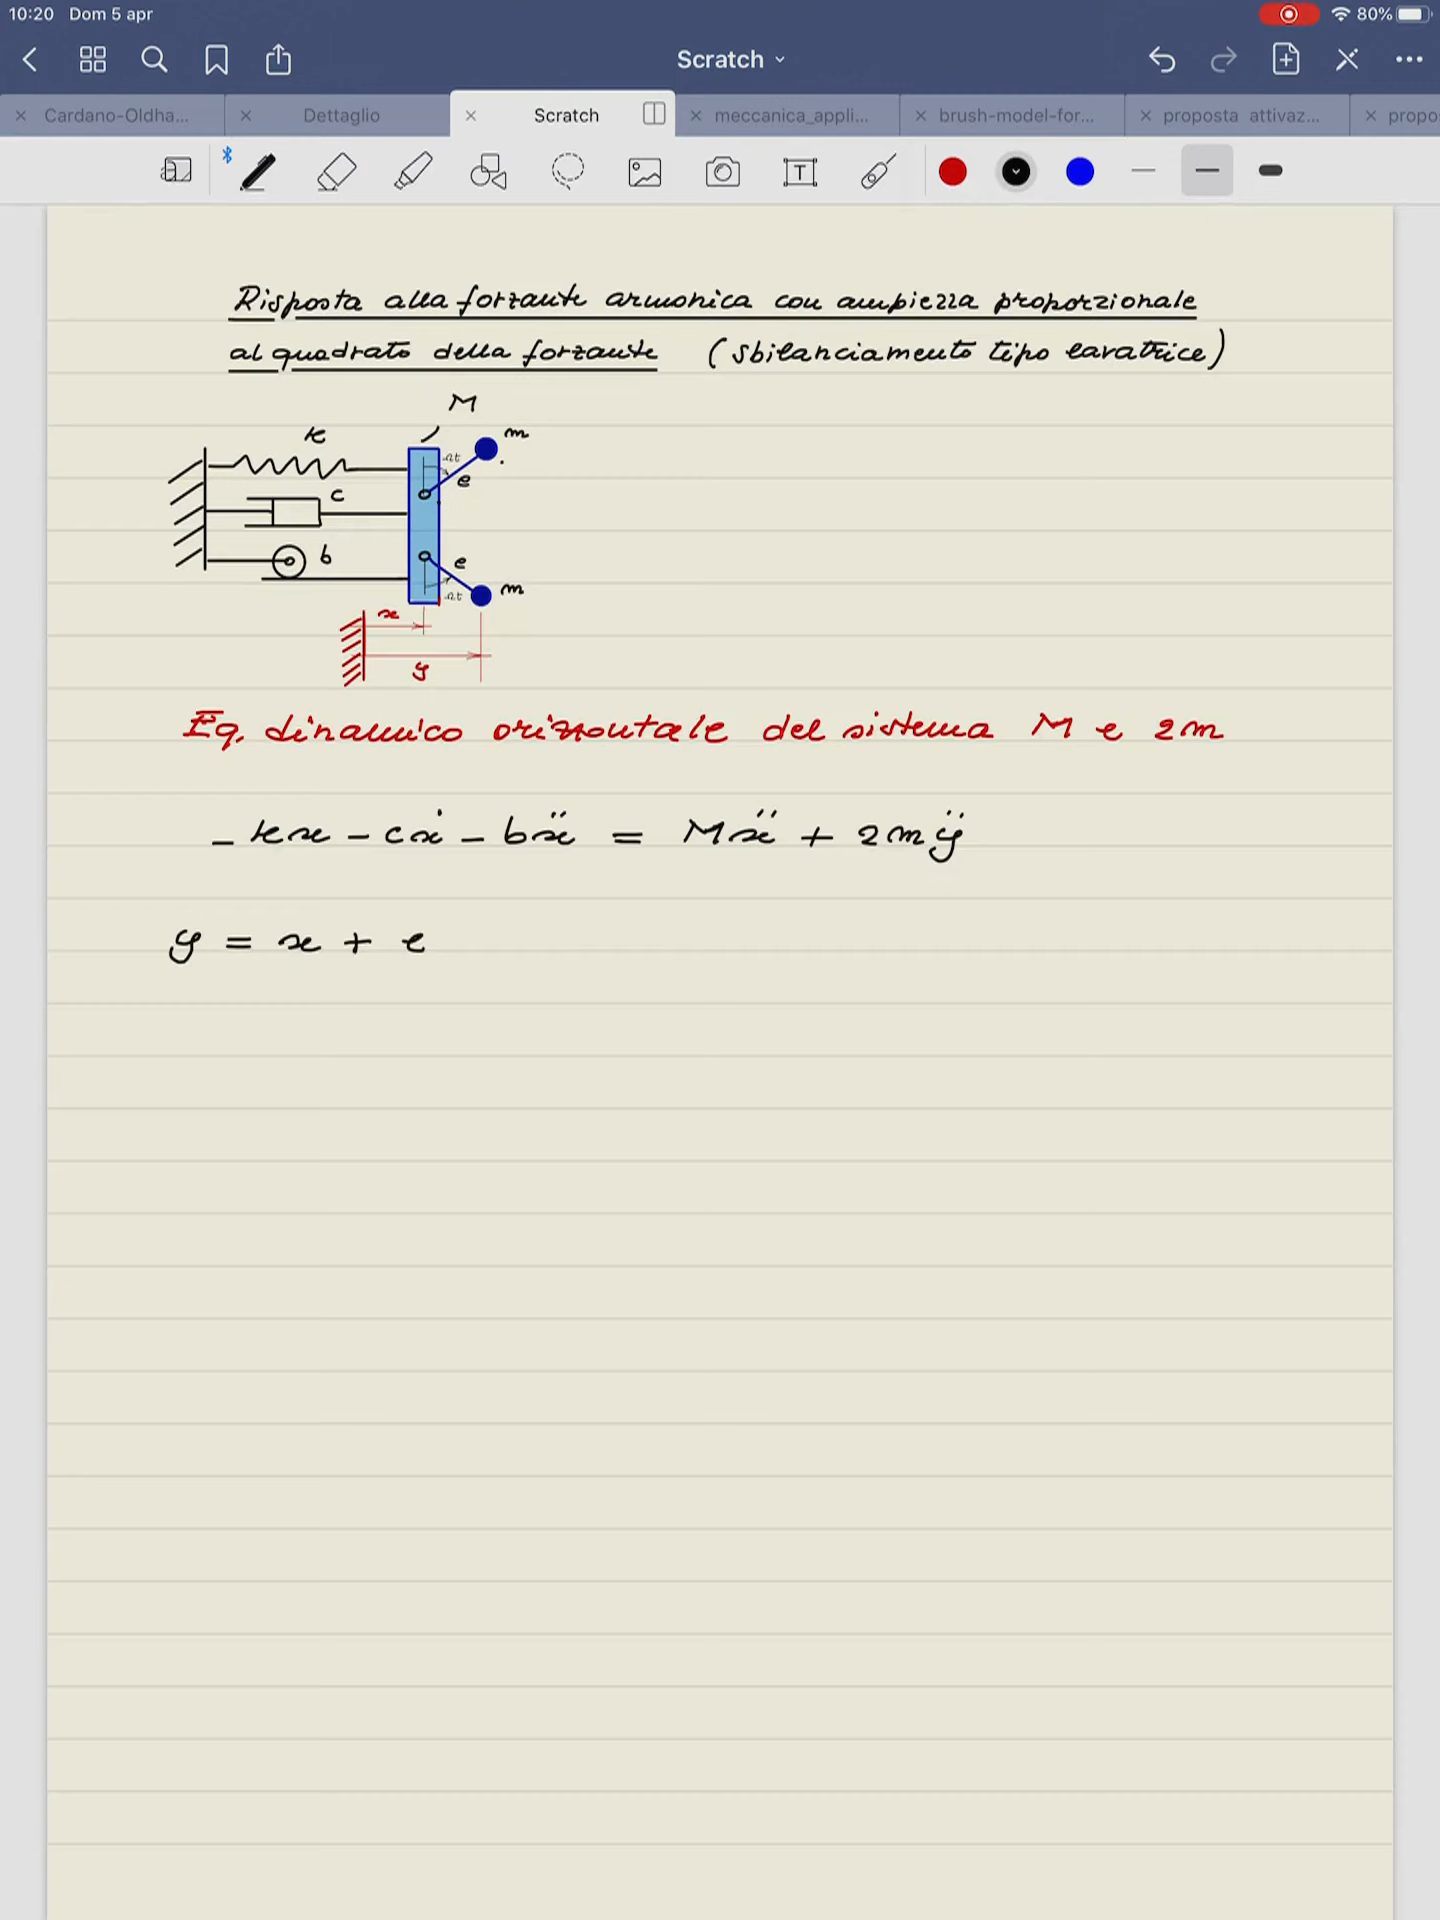 10:20 Dom 5 apr 80%
Scratch
Cardano-Oldha... Dettaglio Scratch meccanica_appli... brush-model-for... proposta attivaz... propo
T
Risposta alla forzante armonica con ampiezza proporzionale
al quadrato della forzante (sbilanciamento tipo lavatrice)
M
k m
Ωt
c e
b e
Ωt m
x
y
Eq. dinamico orizzontale del sistema M e 2m
- kx - cẋ - bẍ = Mẍ + 2mÿ
y = x + e